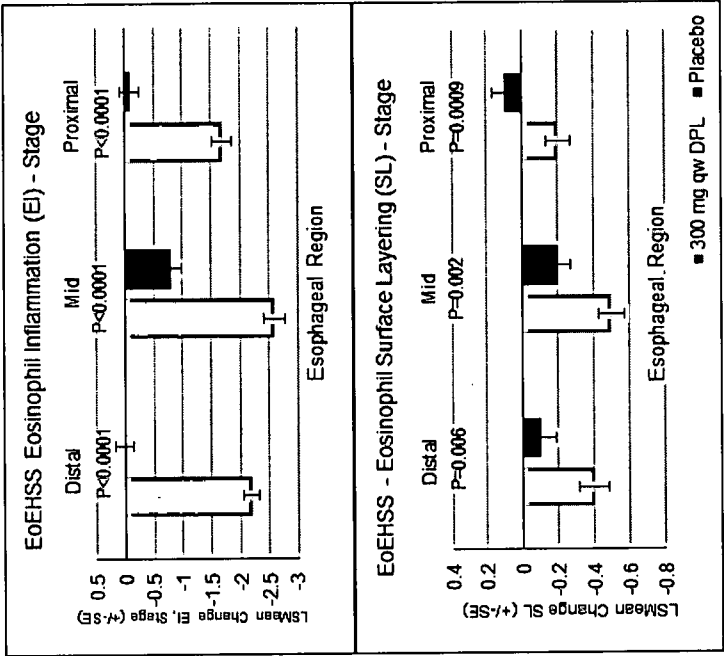 EoEHSS Eosinophil Inflammation (EI) - Stage
Distal Mid Proximal
P<0.0001 P<0.0001 P<0.0001
0.5
0
-0.5
-1
-1.5
-2
-2.5
-3
LSMean Change EI, Stage (+/-SE)
Esophageal Region
EoEHSS - Eosinophil Surface Layering (SL) - Stage
Distal Mid Proximal
P=0.006 P=0.002 P=0.0009
0.4
0.2
0
-0.2
-0.4
-0.6
-0.8
LSMean Change SL (+/-SE)
Esophageal Region
300 mg qw DPL Placebo